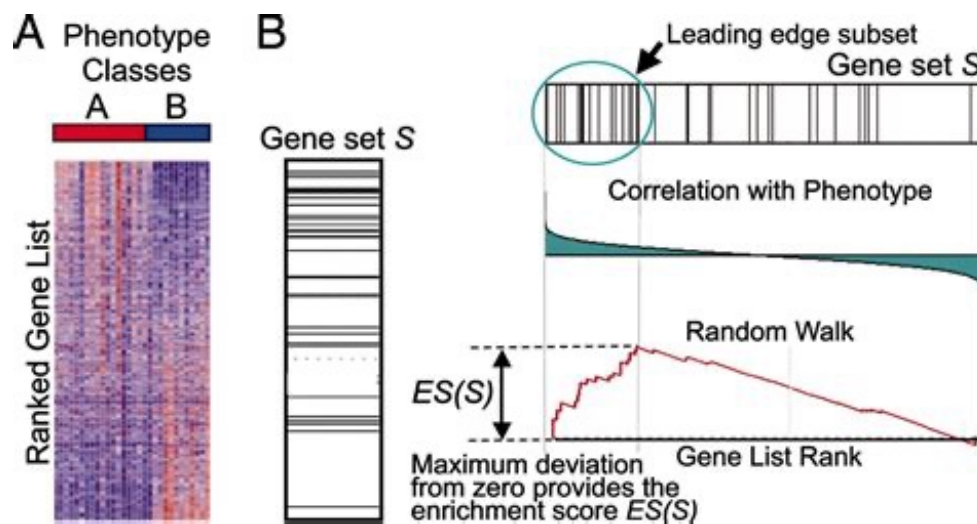 A
Phenotype
Classes
A B
Ranked Gene List
B
Gene set S
Leading edge subset
Gene set S
Correlation with Phenotype
Random Walk
ES(S)
Gene List Rank
Maximum deviation
from zero provides the
enrichment score ES(S)